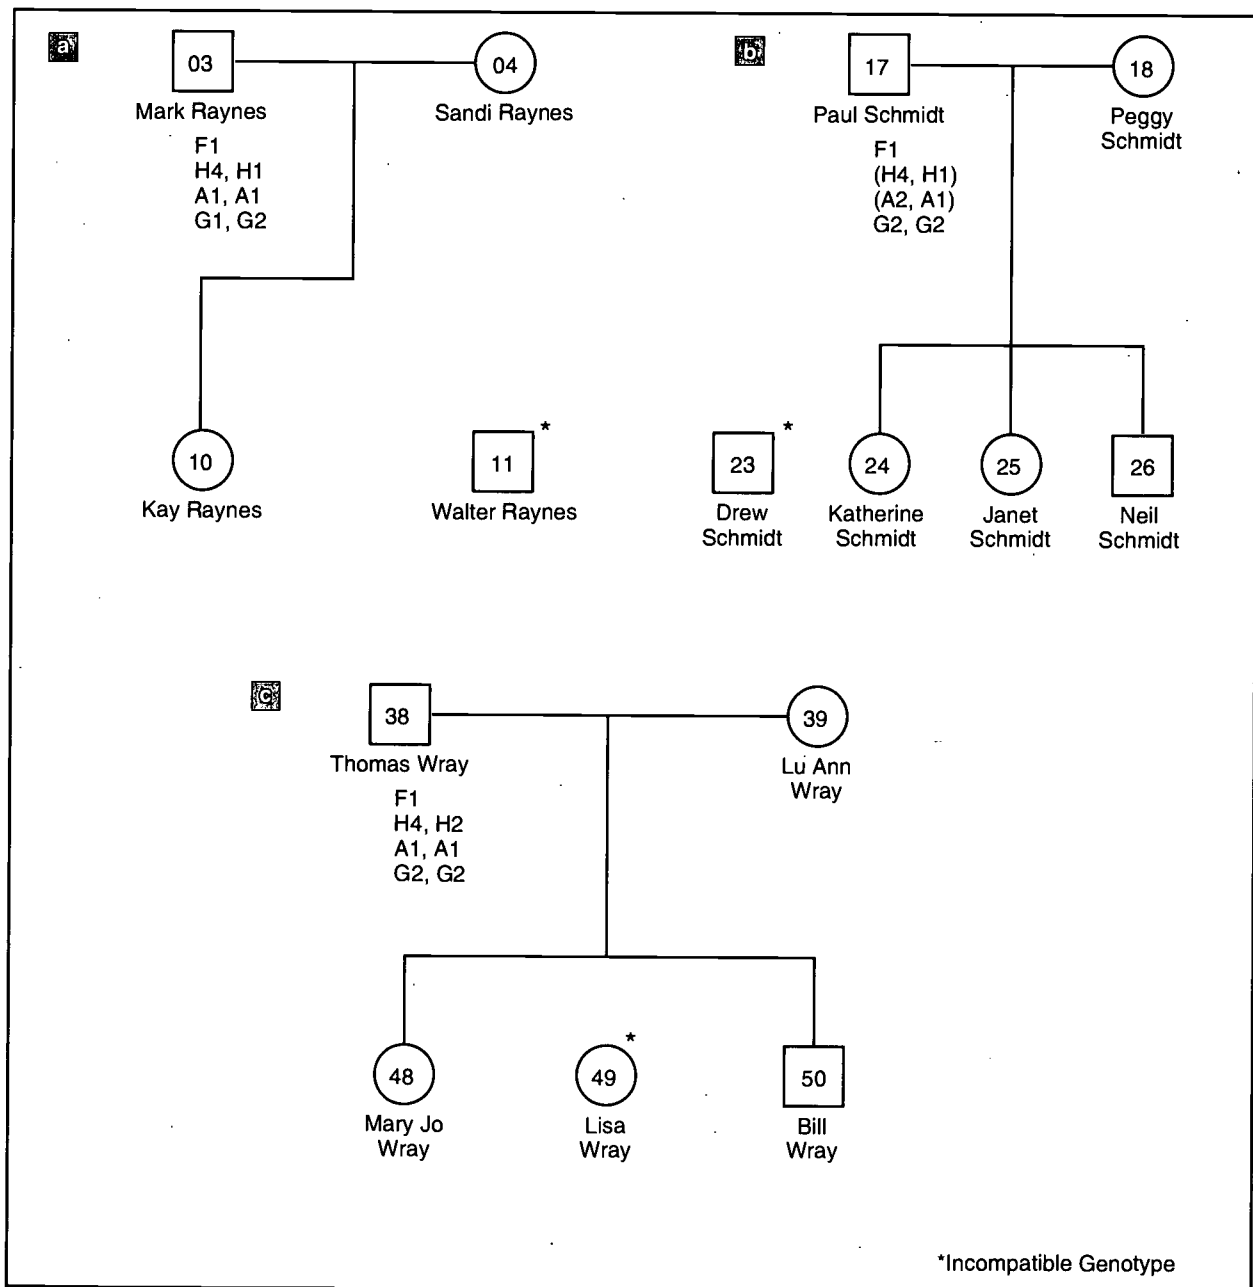 a
03
Mark Raynes
F1
H4, H1
A1, A1
G1, G2
04
Sandi Raynes
10
Kay Raynes
*
11
Walter Raynes
b
17
Paul Schmidt
F1
(H4, H1)
(A2, A1)
G2, G2
18
Peggy
Schmidt
*
23
Drew
Schmidt
24
Katherine
Schmidt
25
Janet
Schmidt
26
Neil
Schmidt
c
38
Thomas Wray
F1
H4, H2
A1, A1
G2, G2
39
Lu Ann
Wray
48
Mary Jo
Wray
*
49
Lisa
Wray
50
Bill
Wray
*Incompatible Genotype